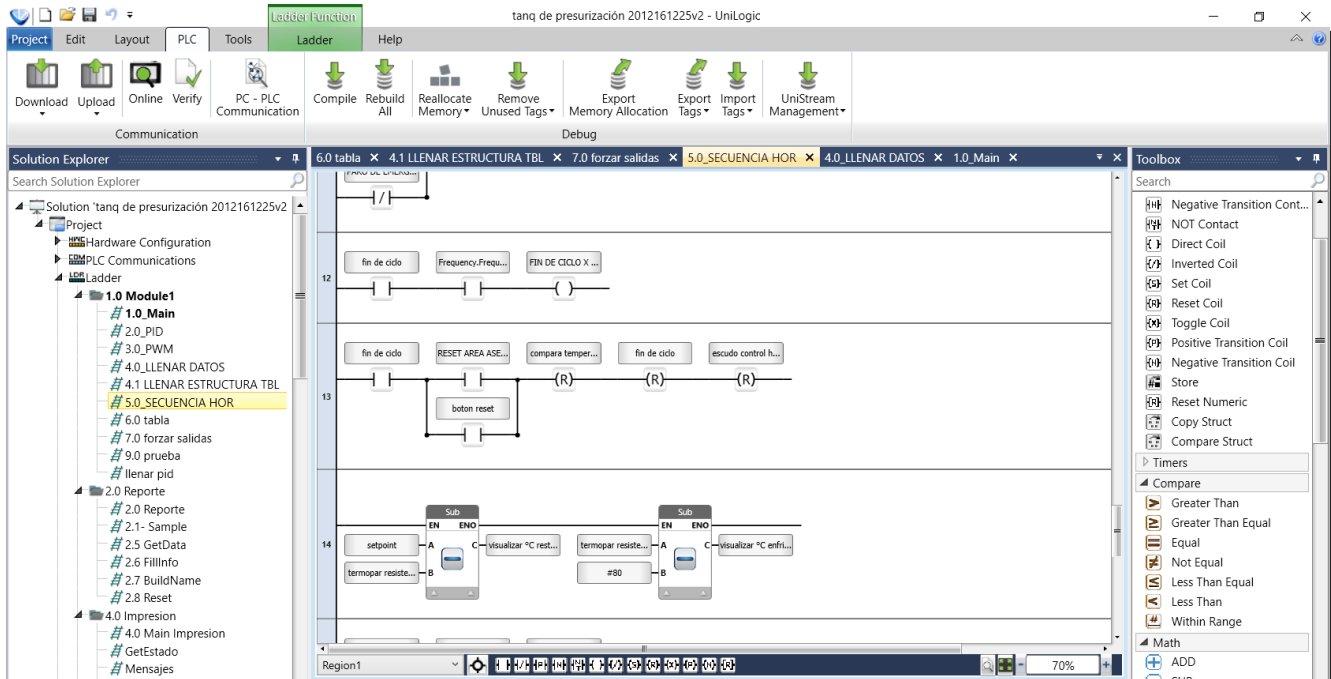 Ladder Function
tanq de presurización 2012161225v2 - UniLogic
Project Edit Layout PLC Tools Ladder Help
Download
Upload
Online
Verify
PC - PLC
Communication
Compile
Rebuild
All
Reallocate
Memory
Remove
Unused Tags
Export
Memory Allocation
Export
Tags
Import
Tags
UniStream
Management
Communication
Debug
Solution Explorer
Search Solution Explorer
Solution 'tanq de presurización 2012161225v2
Project
Hardware Configuration
PLC Communications
Ladder
1.0 Module1
1.0_Main
2.0_PID
3.0_PWM
4.0_LLENAR DATOS
4.1 LLENAR ESTRUCTURA TBL
5.0_SECUENCIA HOR
6.0 tabla
7.0 forzar salidas
9.0 prueba
llenar pid
2.0 Reporte
2.0 Reporte
2.1- Sample
2.5 GetData
2.6 FillInfo
2.7 BuildName
2.8 Reset
4.0 Impresion
4.0 Main Impresion
GetEstado
Mensajes
6.0 tabla
4.1 LLENAR ESTRUCTURA TBL
7.0 forzar salidas
5.0_SECUENCIA HOR
4.0_LLENAR DATOS
1.0_Main
PARO DE EMERG...
12
fin de ciclo
Frequency.Frequ...
FIN DE CICLO X ...
13
fin de ciclo
RESET AREA ASE...
compara temper...
fin de ciclo
escudo control h...
(R)
(R)
(R)
boton reset
14
Sub
EN ENO
setpoint
A
C
visualizar °C rest...
termopar resiste...
B
Sub
EN ENO
termopar resiste...
A
C
visualizar °C enfri...
#80
B
Region1
70%
Toolbox
Search
Negative Transition Cont...
NOT Contact
Direct Coil
Inverted Coil
Set Coil
Reset Coil
Toggle Coil
Positive Transition Coil
Negative Transition Coil
Store
Reset Numeric
Copy Struct
Compare Struct
Timers
Compare
Greater Than
Greater Than Equal
Equal
Not Equal
Less Than Equal
Less Than
Within Range
Math
ADD